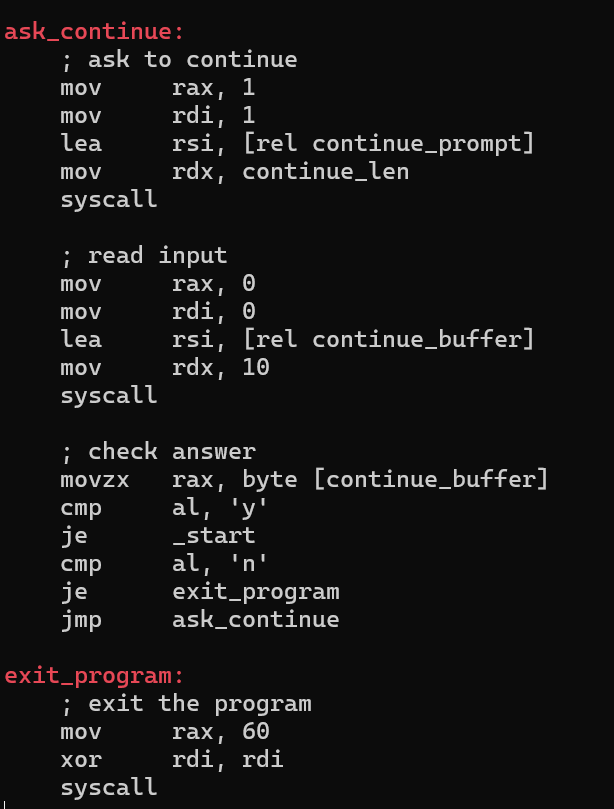 ask_continue:
    ; ask to continue
    mov     rax, 1
    mov     rdi, 1
    lea     rsi, [rel continue_prompt]
    mov     rdx, continue_len
    syscall

    ; read input
    mov     rax, 0
    mov     rdi, 0
    lea     rsi, [rel continue_buffer]
    mov     rdx, 10
    syscall

    ; check answer
    movzx   rax, byte [continue_buffer]
    cmp     al, 'y'
    je      _start
    cmp     al, 'n'
    je      exit_program
    jmp     ask_continue

exit_program:
    ; exit the program
    mov     rax, 60
    xor     rdi, rdi
    syscall